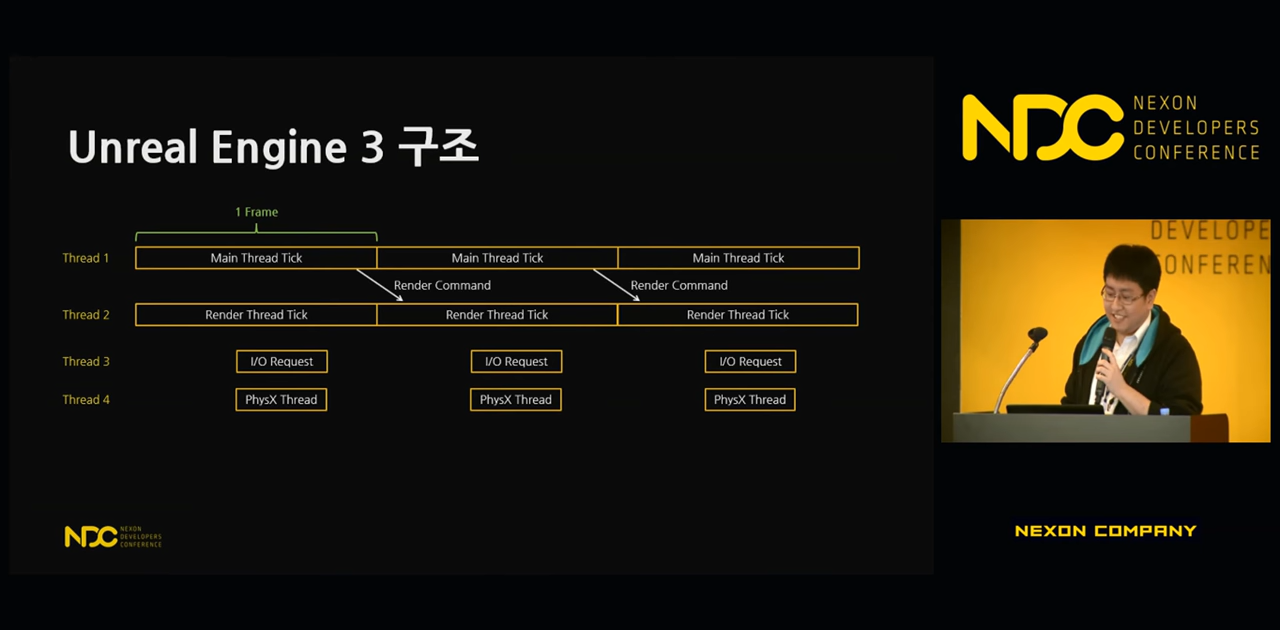 Unreal Engine 3 구조
1 Frame
Thread 1
Main Thread Tick
Main Thread Tick
Main Thread Tick
Render Command
Render Command
Thread 2
Render Thread Tick
Render Thread Tick
Render Thread Tick
Thread 3
I/O Request
I/O Request
I/O Request
Thread 4
PhysX Thread
PhysX Thread
PhysX Thread
NDC
NEXON
DEVELOPERS
CONFERENCE
NDC
NEXON
DEVELOPERS
CONFERENCE
DEVELOPE
ONFEREN
NEXON COMPANY